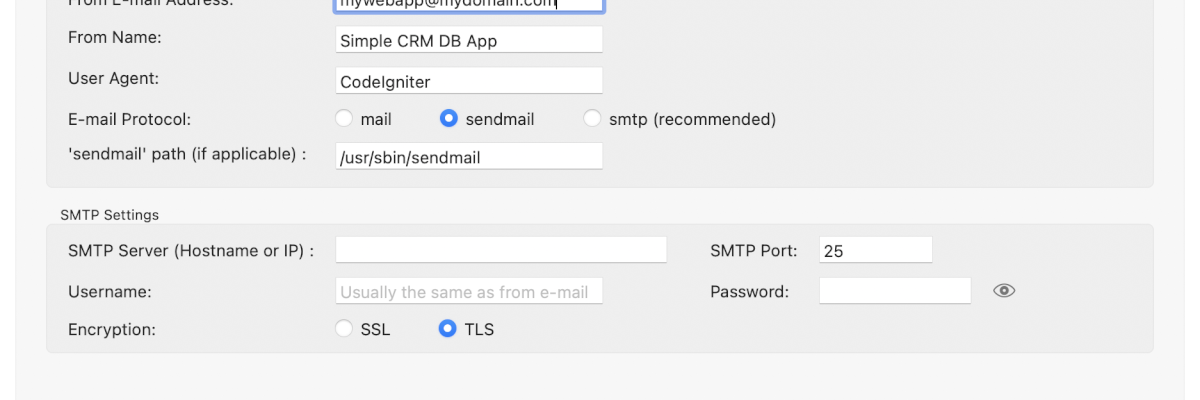 From E-mail Address: mywebapp@mydomain.com
From Name: Simple CRM DB App
User Agent: CodeIgniter
E-mail Protocol: mail sendmail smtp (recommended)
'sendmail' path (if applicable) : /usr/sbin/sendmail
SMTP Settings
SMTP Server (Hostname or IP) : SMTP Port: 25
Username: Usually the same as from e-mail Password:
Encryption: SSL TLS